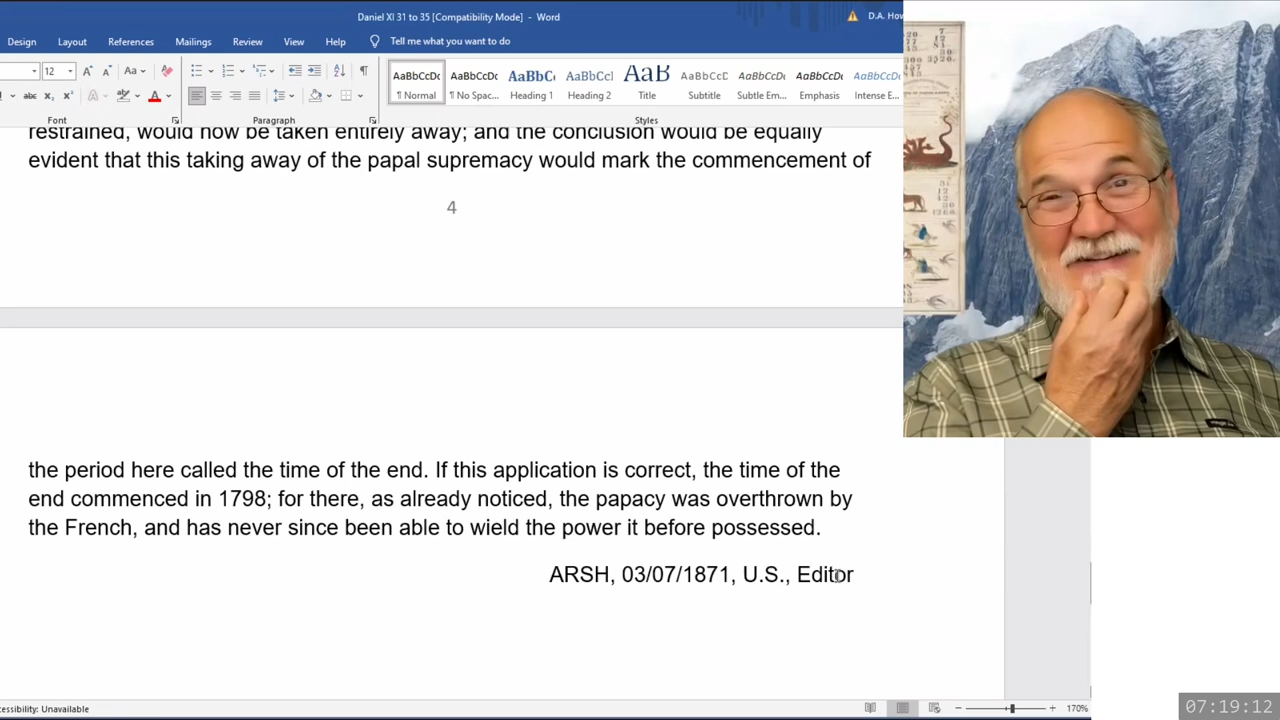 Daniel XI 31 to 35 [Compatibility Mode] - Word
D.A. How
Design Layout References Mailings Review View Help Tell me what you want to do
12 Aa
AaBbCcDc AaBbCcDc AaBbC AaBbCcC AaB AaBbCcD AaBbCcDc AaBbCcDc AaBbCcDc
¶ Normal ¶ No Spac... Heading 1 Heading 2 Title Subtitle Subtle Em... Emphasis Intense E...
Font Paragraph Styles
restrained, would now be taken entirely away; and the conclusion would be equally
evident that this taking away of the papal supremacy would mark the commencement of
4
the period here called the time of the end. If this application is correct, the time of the
end commenced in 1798; for there, as already noticed, the papacy was overthrown by
the French, and has never since been able to wield the power it before possessed.
ARSH, 03/07/1871, U.S., Editor
cessibility: Unavailable
170%
07:19:12